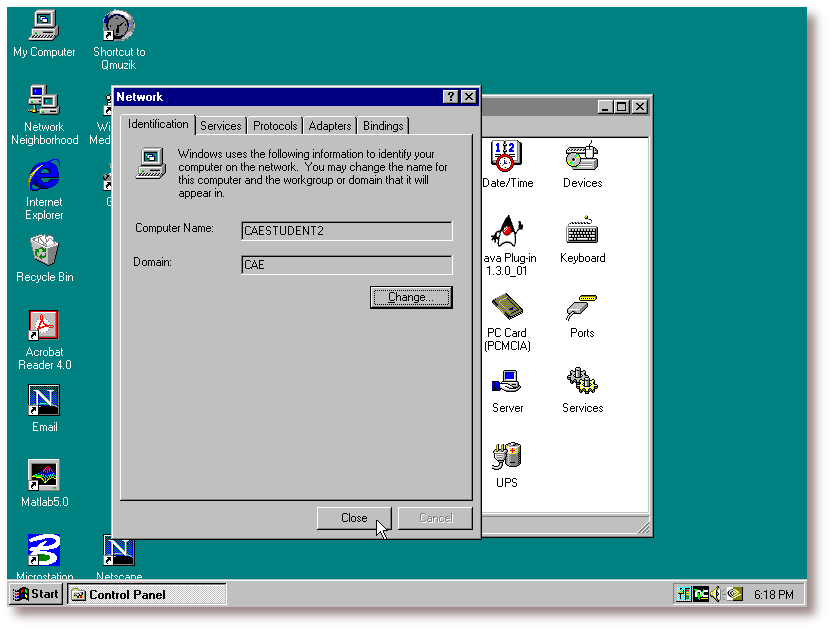 My Computer
Shortcut to
Qmuzik
Network
Neighborhood
Wi
Med
Internet
Explorer
Recycle Bin
Acrobat
Reader 4.0
Email
Matlab5.0
Microstation
Netscape
Network
Identification
Services
Protocols
Adapters
Bindings
Windows uses the following information to identify your
computer on the network. You may change the name for
this computer and the workgroup or domain that it will
appear in.
Computer Name:
CAESTUDENT2
Domain:
CAE
Change...
Close
Cancel
Date/Time
Devices
ava Plug-in
1.3.0_01
Keyboard
PC Card
(PCMCIA)
Ports
Server
Services
UPS
Start
Control Panel
6:18 PM